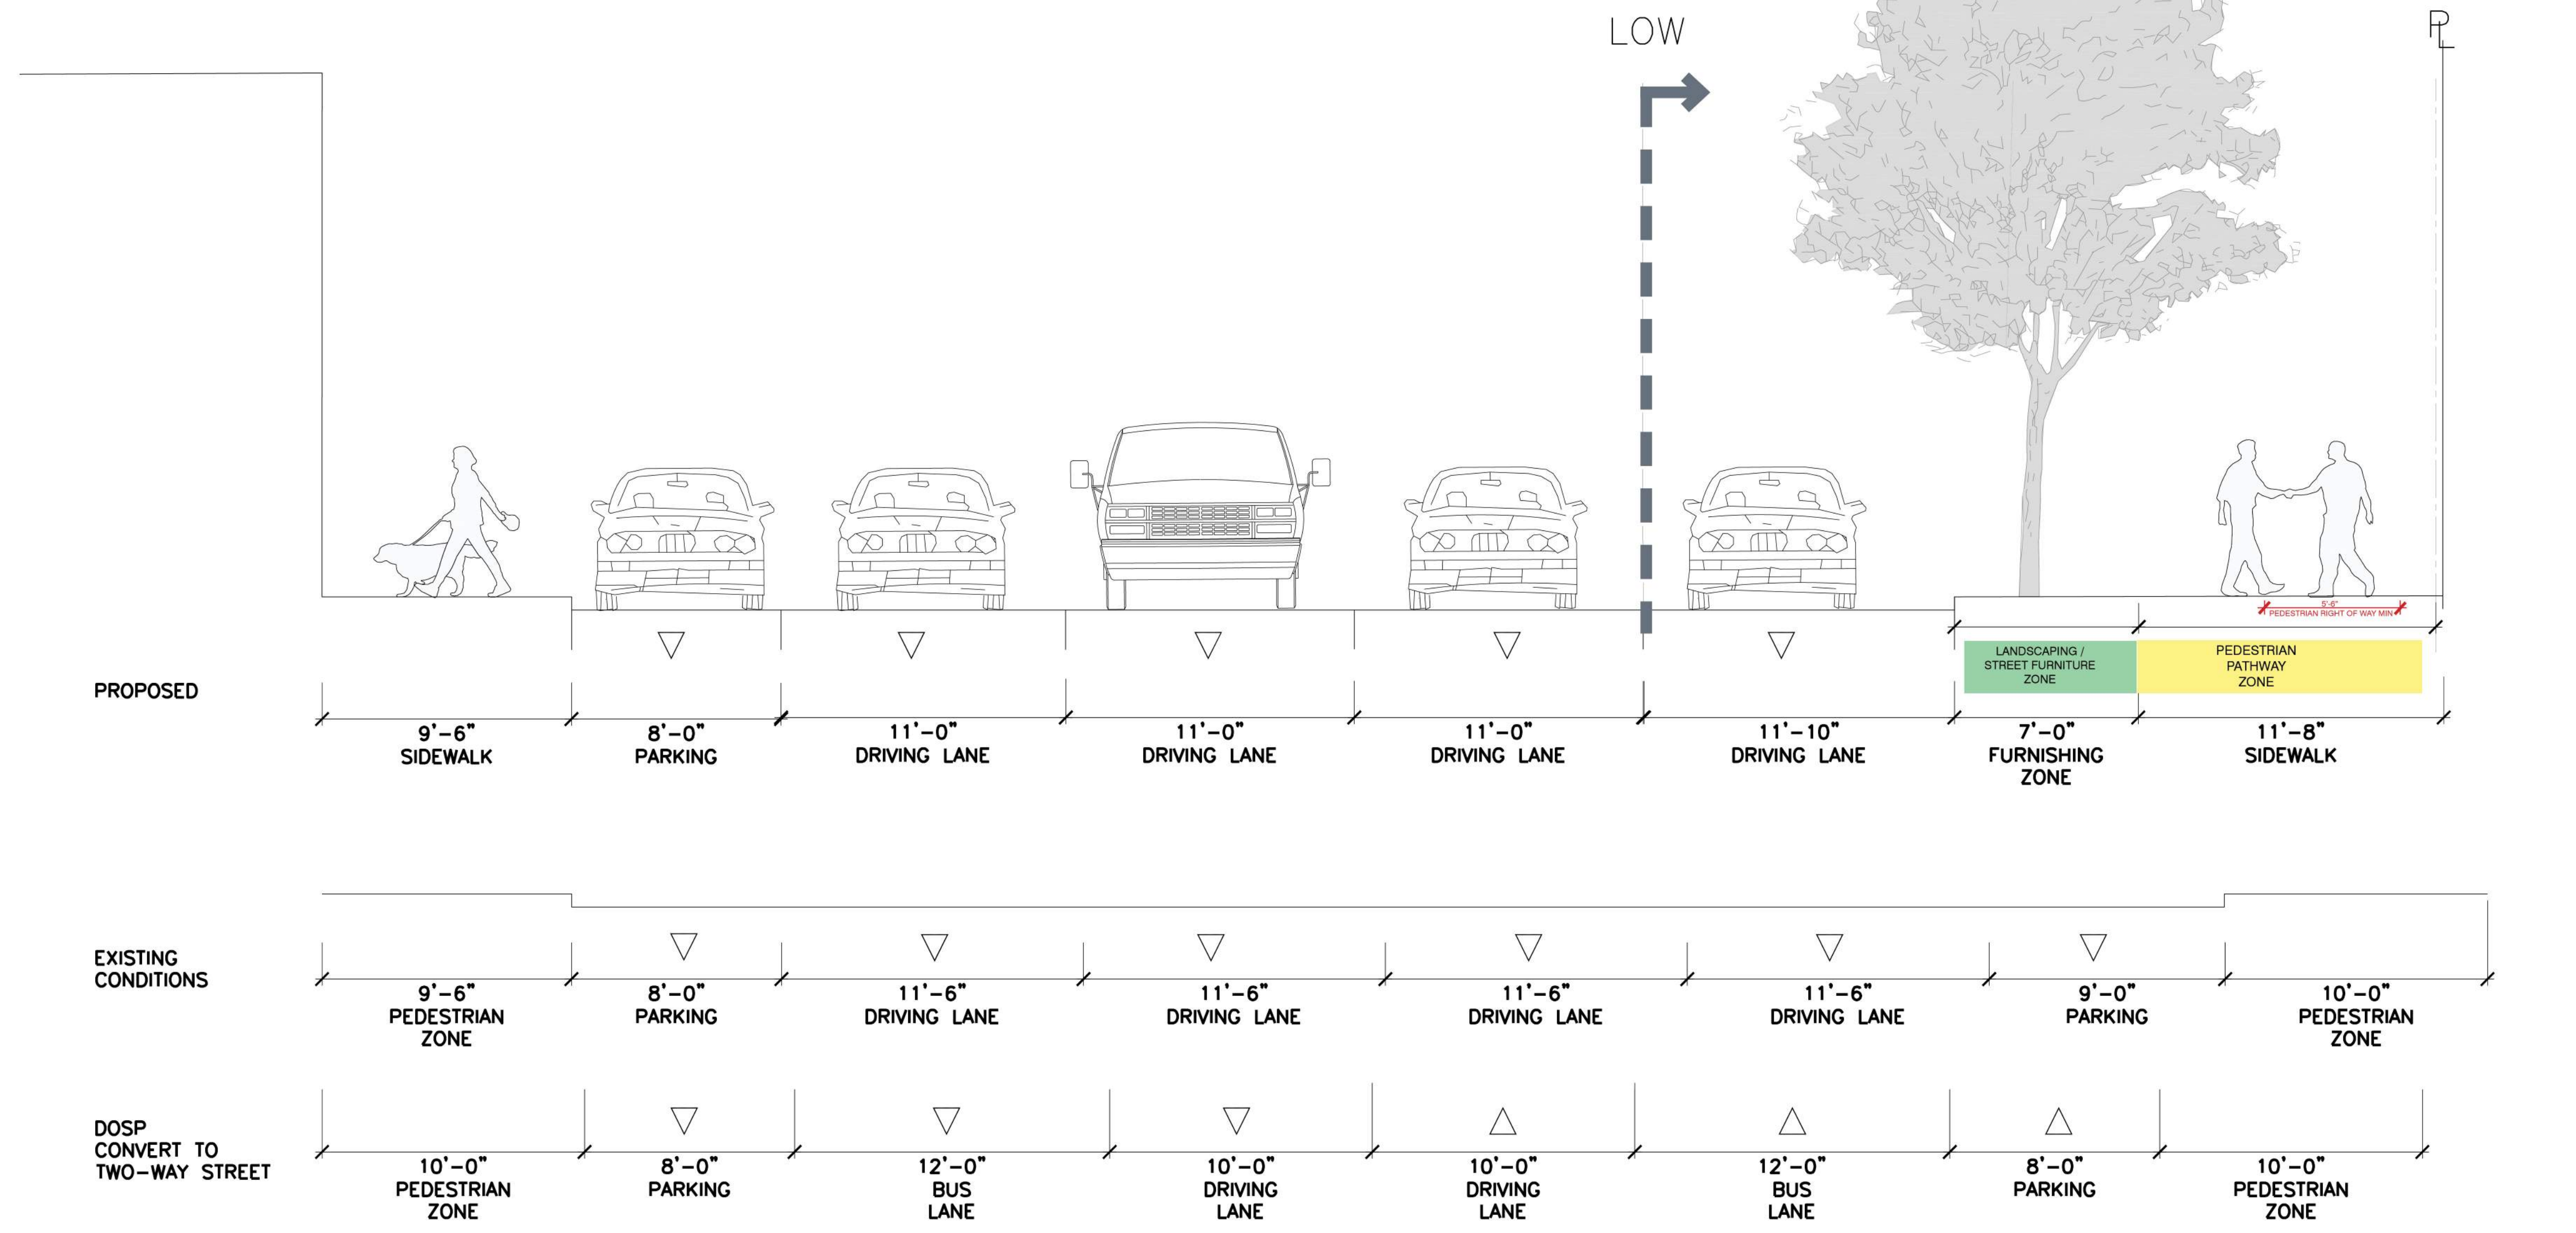 LOW
PL
5'-6"
PEDESTRIAN RIGHT OF WAY MIN
LANDSCAPING /
STREET FURNITURE
ZONE
PEDESTRIAN
PATHWAY
ZONE
PROPOSED
9'-6"
SIDEWALK
8'-0"
PARKING
11'-0"
DRIVING LANE
11'-0"
DRIVING LANE
11'-0"
DRIVING LANE
11'-10"
DRIVING LANE
7'-0"
FURNISHING
ZONE
11'-8"
SIDEWALK
EXISTING
CONDITIONS
9'-6"
PEDESTRIAN
ZONE
8'-0"
PARKING
11'-6"
DRIVING LANE
11'-6"
DRIVING LANE
11'-6"
DRIVING LANE
11'-6"
DRIVING LANE
9'-0"
PARKING
10'-0"
PEDESTRIAN
ZONE
DOSP
CONVERT TO
TWO-WAY STREET
10'-0"
PEDESTRIAN
ZONE
8'-0"
PARKING
12'-0"
BUS
LANE
10'-0"
DRIVING
LANE
10'-0"
DRIVING
LANE
12'-0"
BUS
LANE
8'-0"
PARKING
10'-0"
PEDESTRIAN
ZONE